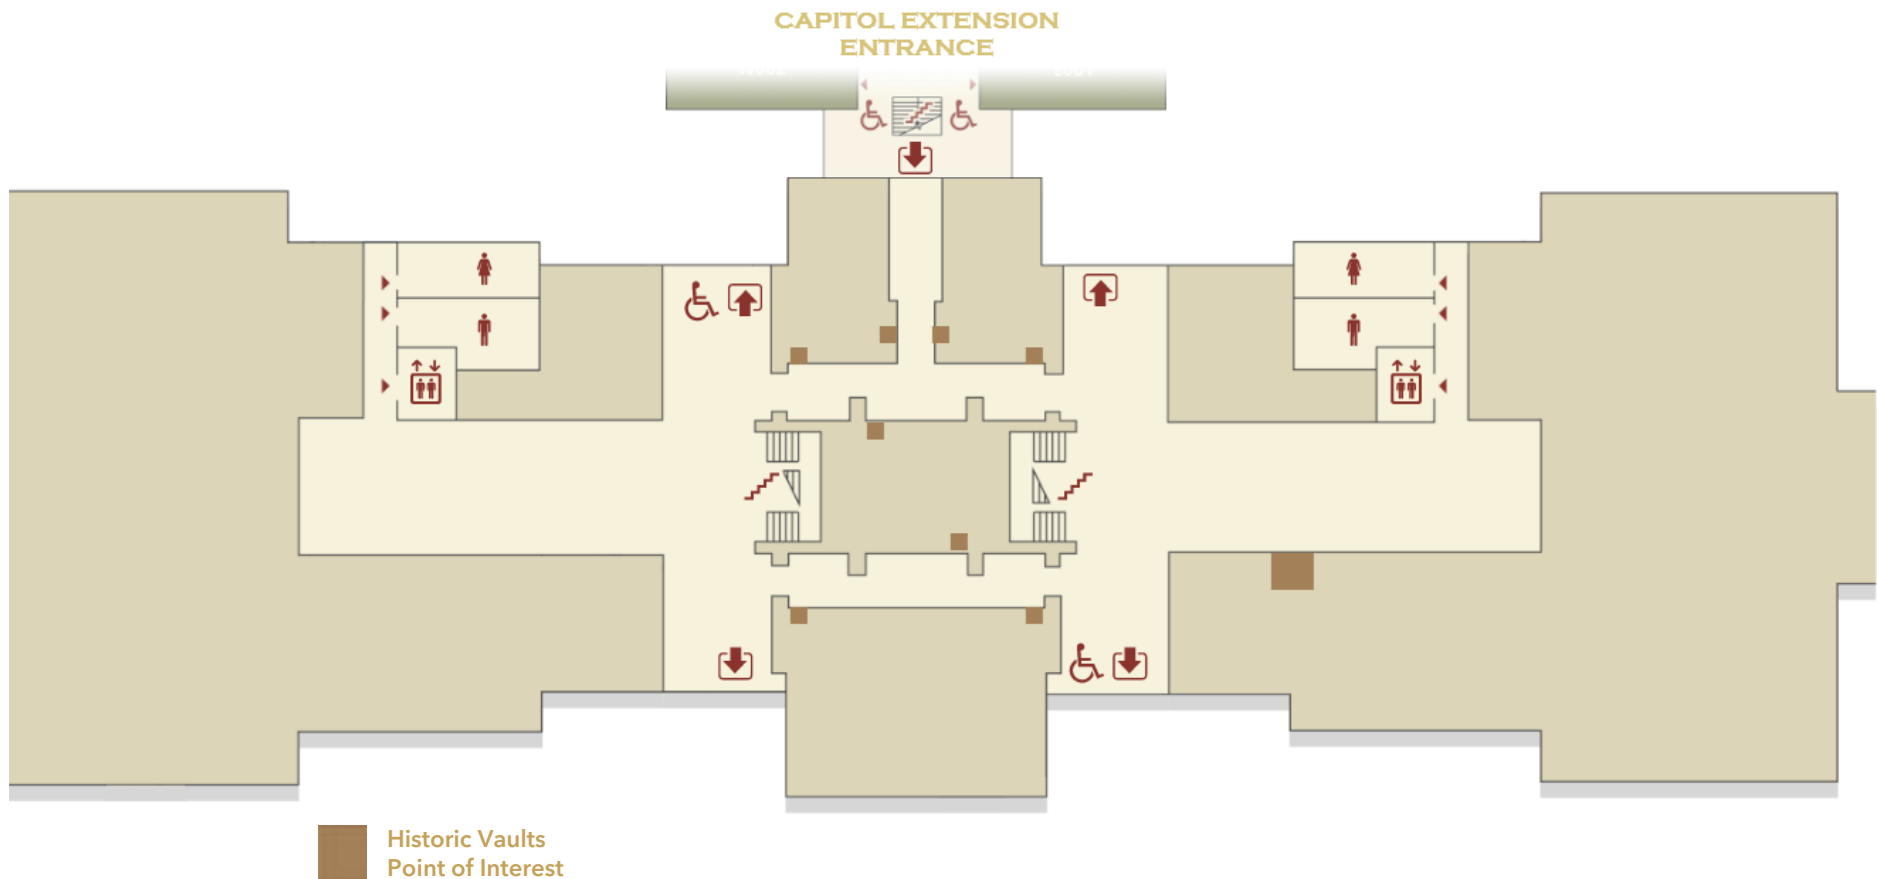 CAPITOL EXTENSION
ENTRANCE
Historic Vaults
Point of Interest